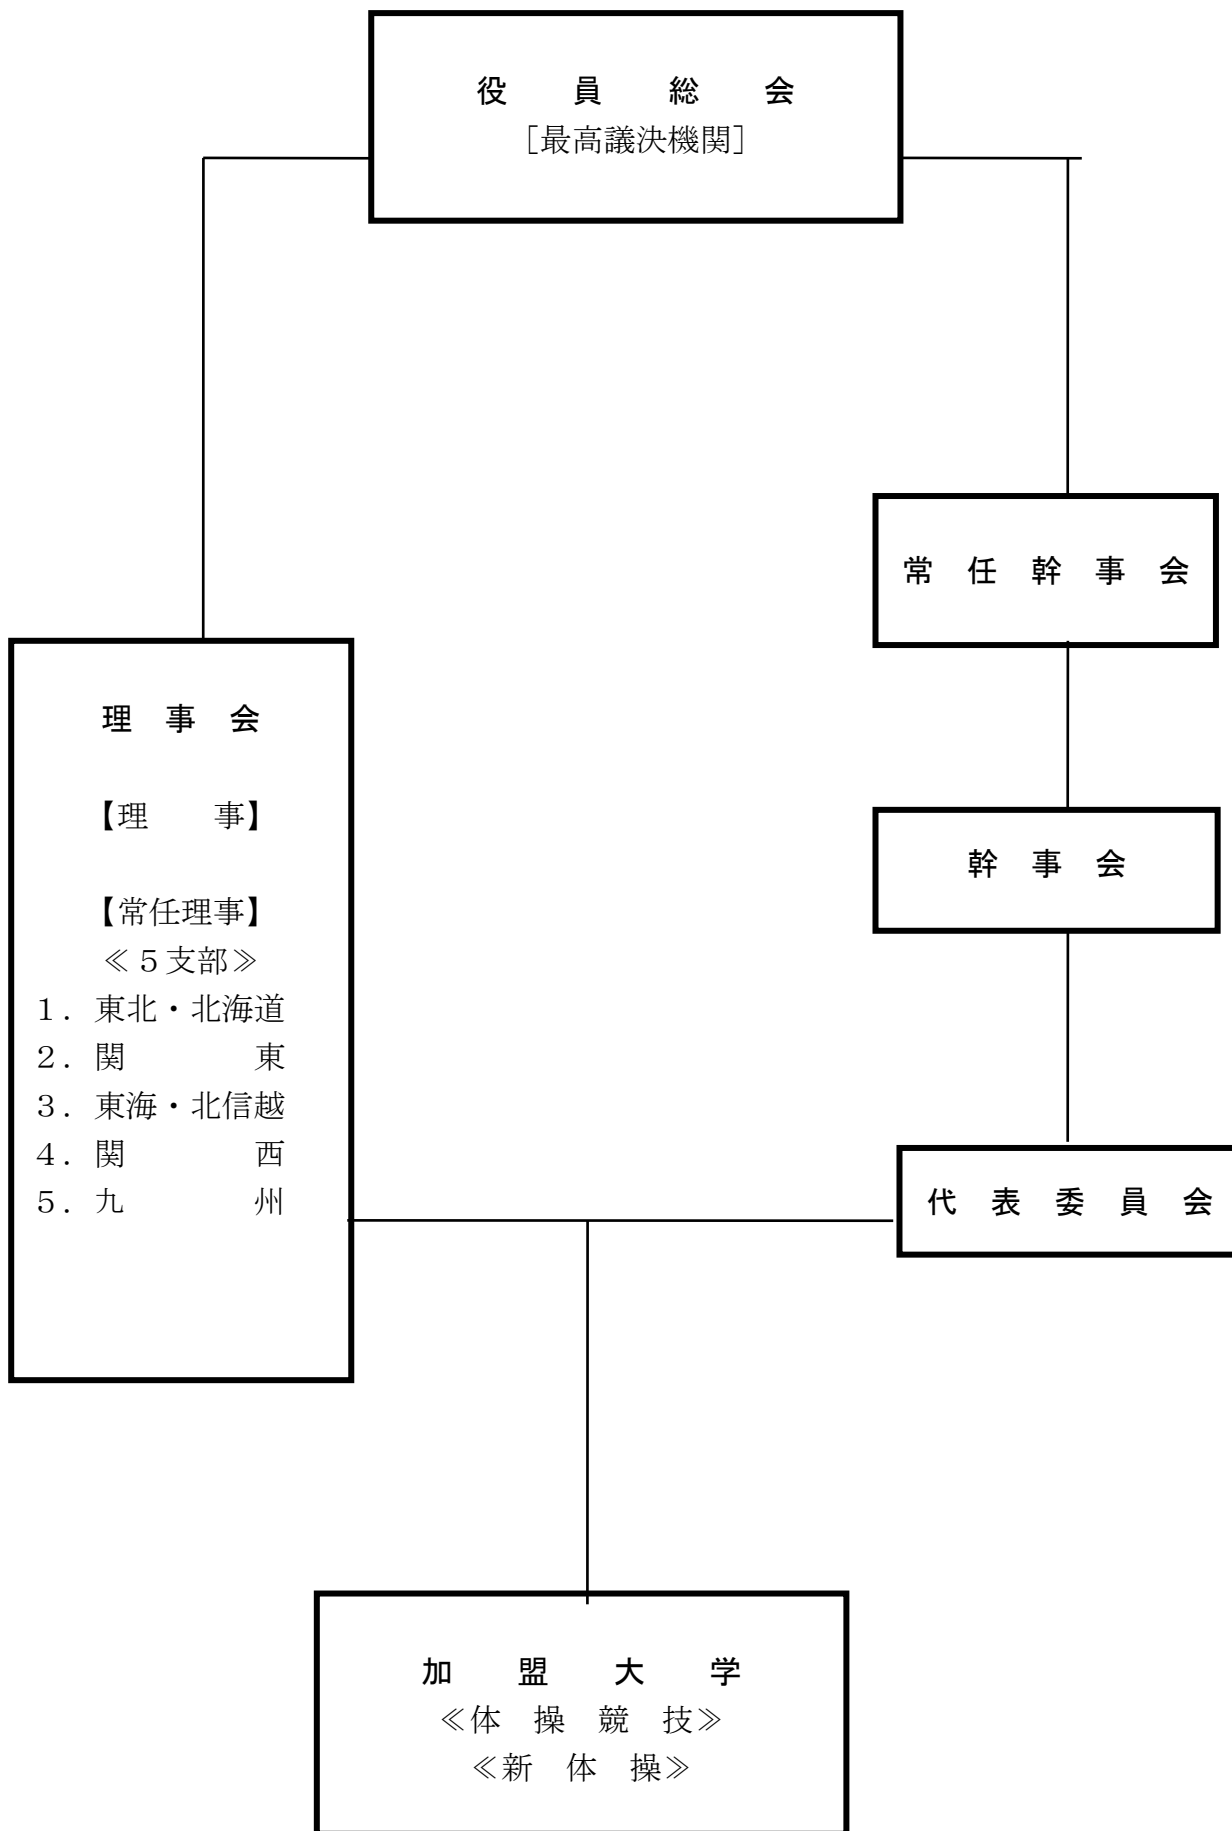 役　員　総　会
［最高議決機関］
常　任　幹　事　会
理　事　会
【理　　事】
【常任理事】
≪５支部≫
１．東北・北海道
２．関　　　　東
３．東海・北信越
４．関　　　　西
５．九　　　　州
幹　事　会
代　表　委　員　会
加　盟　大　学
≪体　操　競　技≫
≪新　体　操≫